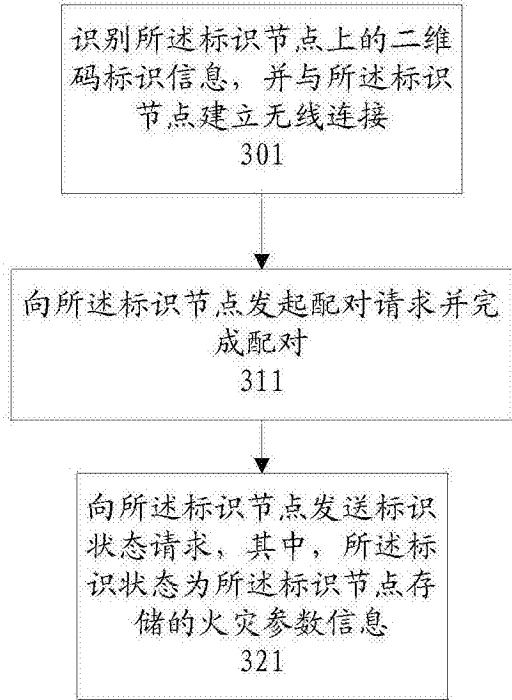 识别所述标识节点上的二维
码标识信息，并与所述标识
节点建立无线连接
301
向所述标识节点发起配对请求并完
成配对
311
向所述标识节点发送标识
状态请求，其中，所述标
识状态为所述标识节点存
储的火灾参数信息
321